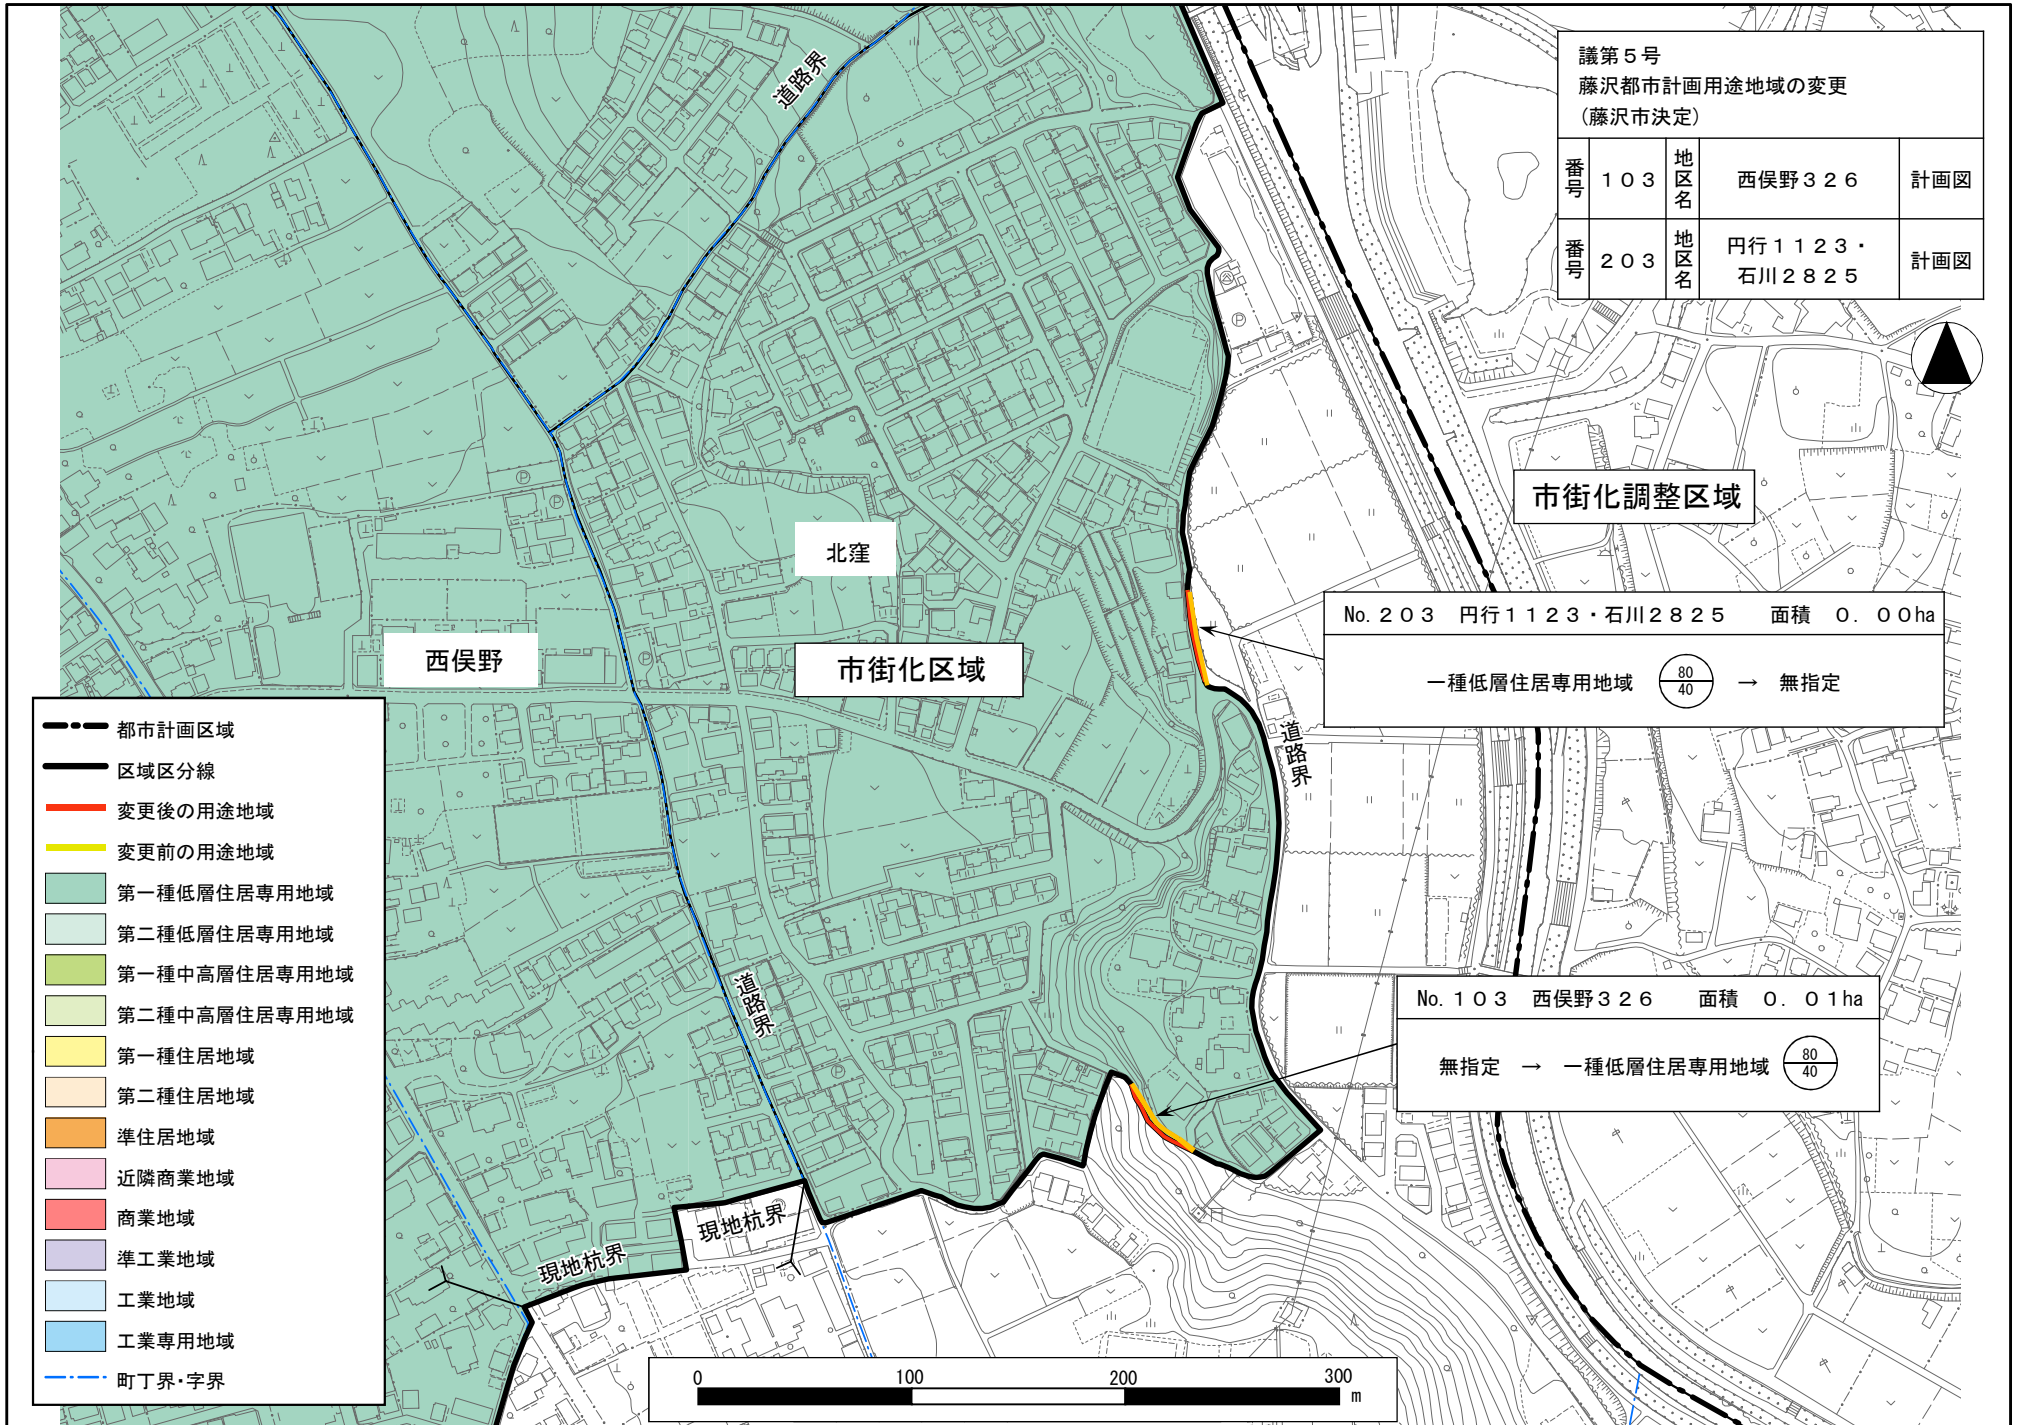 議第５号
藤沢都市計画用途地域の変更
（藤沢市決定）
番号 １０３ 地区名 西俣野３２６ 計画図
番号 ２０３ 地区名 円行１１２３・石川２８２５ 計画図
道路界
市街化調整区域
北窪
西俣野
市街化区域
No.２０３ 円行１１２３・石川２８２５ 面積 ０．００ha
一種低層住居専用地域 80/40 → 無指定
道路界
道路界
No.１０３ 西俣野３２６ 面積 ０．０１ha
無指定 → 一種低層住居専用地域 80/40
現地杭界
現地杭界
都市計画区域
区域区分線
変更後の用途地域
変更前の用途地域
第一種低層住居専用地域
第二種低層住居専用地域
第一種中高層住居専用地域
第二種中高層住居専用地域
第一種住居地域
第二種住居地域
準住居地域
近隣商業地域
商業地域
準工業地域
工業地域
工業専用地域
町丁界・字界
0 100 200 300
m